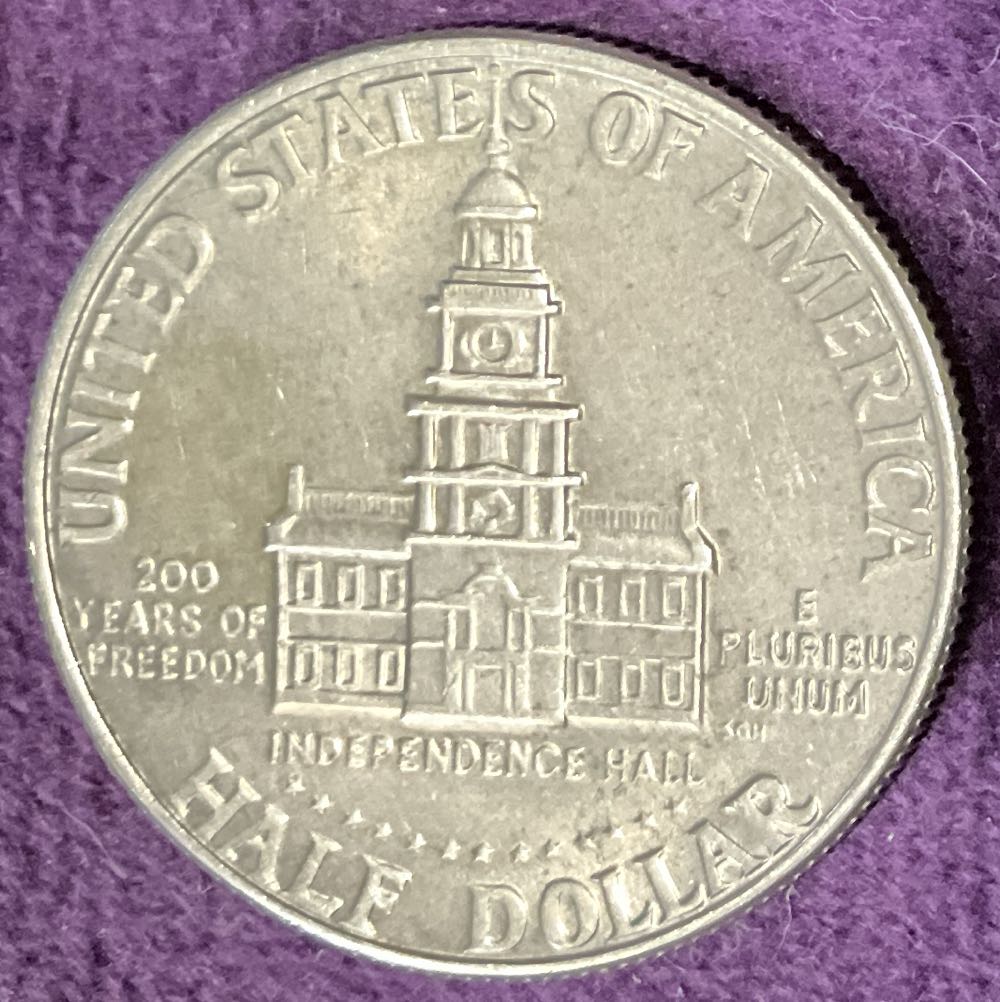 UNITED STATES OF AMERICA
200
YEARS OF
FREEDOM
E
PLURIBUS
UNUM
INDEPENDENCE HALL
HALF DOLLAR